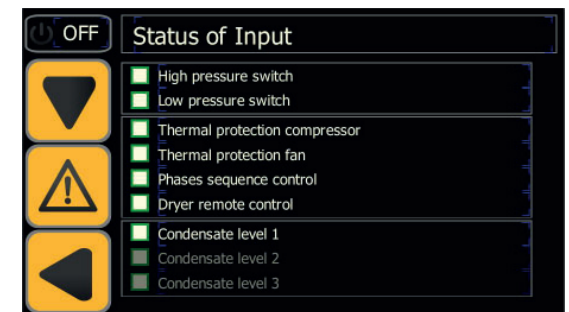 OFF
Status of Input
High pressure switch
Low pressure switch
Thermal protection compressor
Thermal protection fan
Phases sequence control
Dryer remote control
Condensate level 1
Condensate level 2
Condensate level 3